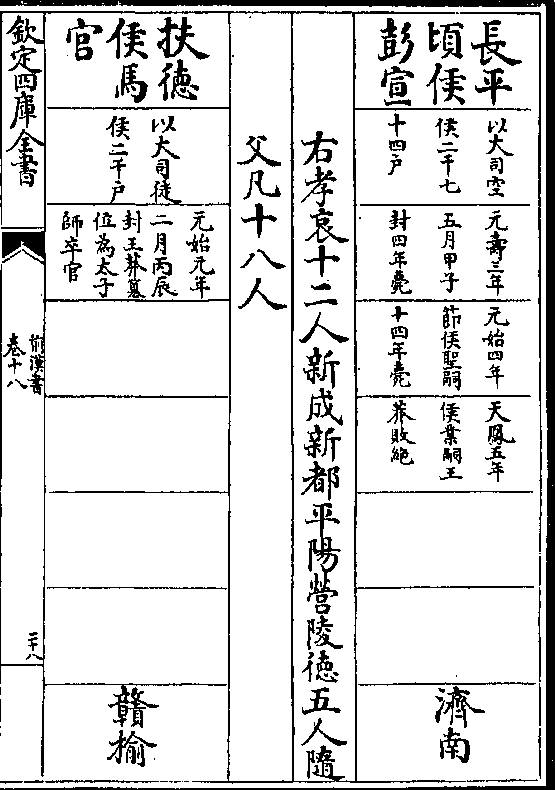 長平
頃侯
彭宣
以大司空
侯二千七
十四戶
元壽三年
五月甲子
封四年薨
元始四年
節侯聖嗣
十四年薨
天鳳五年
侯業嗣王
莽敗絕
濟南
右孝哀十二人新成新都平陽營陵德五人隨
父凡十八人
扶德
侯馬
官
以大司徒
侯二千戶
元始元年
二月丙辰
封王莽篡
位為太子
師卒官
贛榆
欽定四庫全書
前漢書
卷十八
二十八